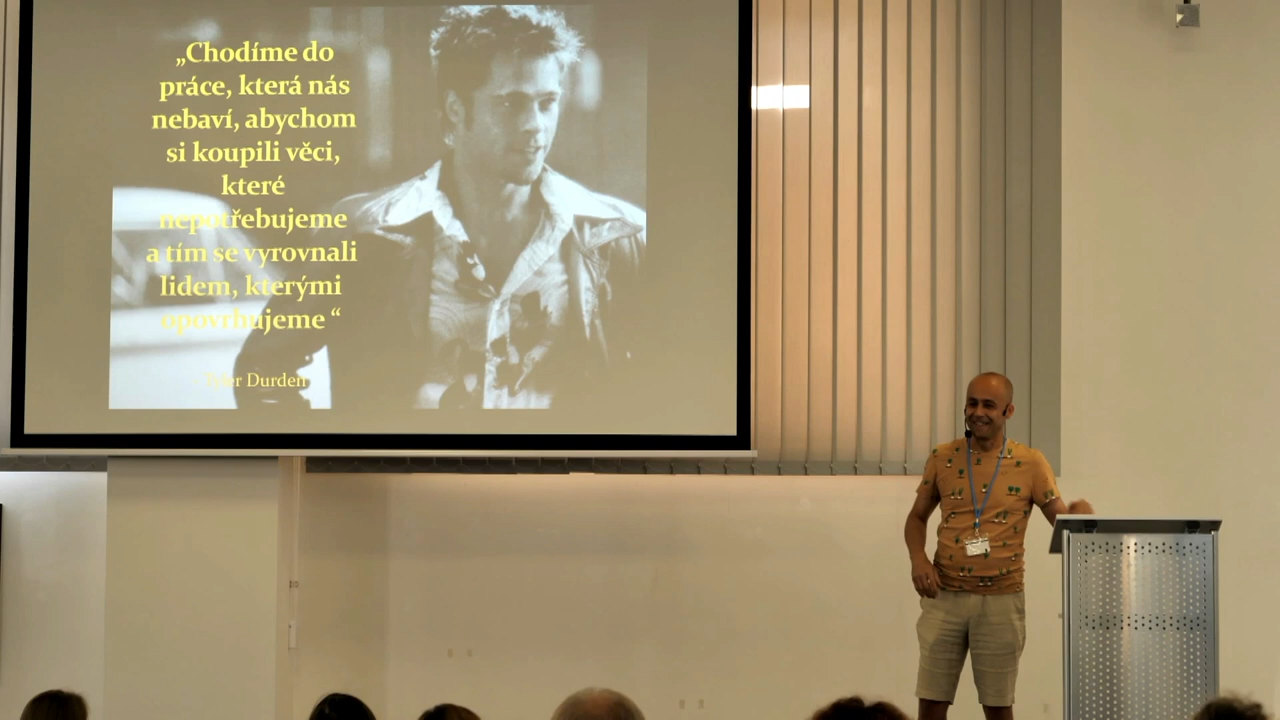 „Chodíme do
práce, která nás
nebaví, abychom
si koupili věci,
které
nepotřebujeme
a tím se vyrovnali
lidem, kterými
opovrhujeme “
Tyler Durden